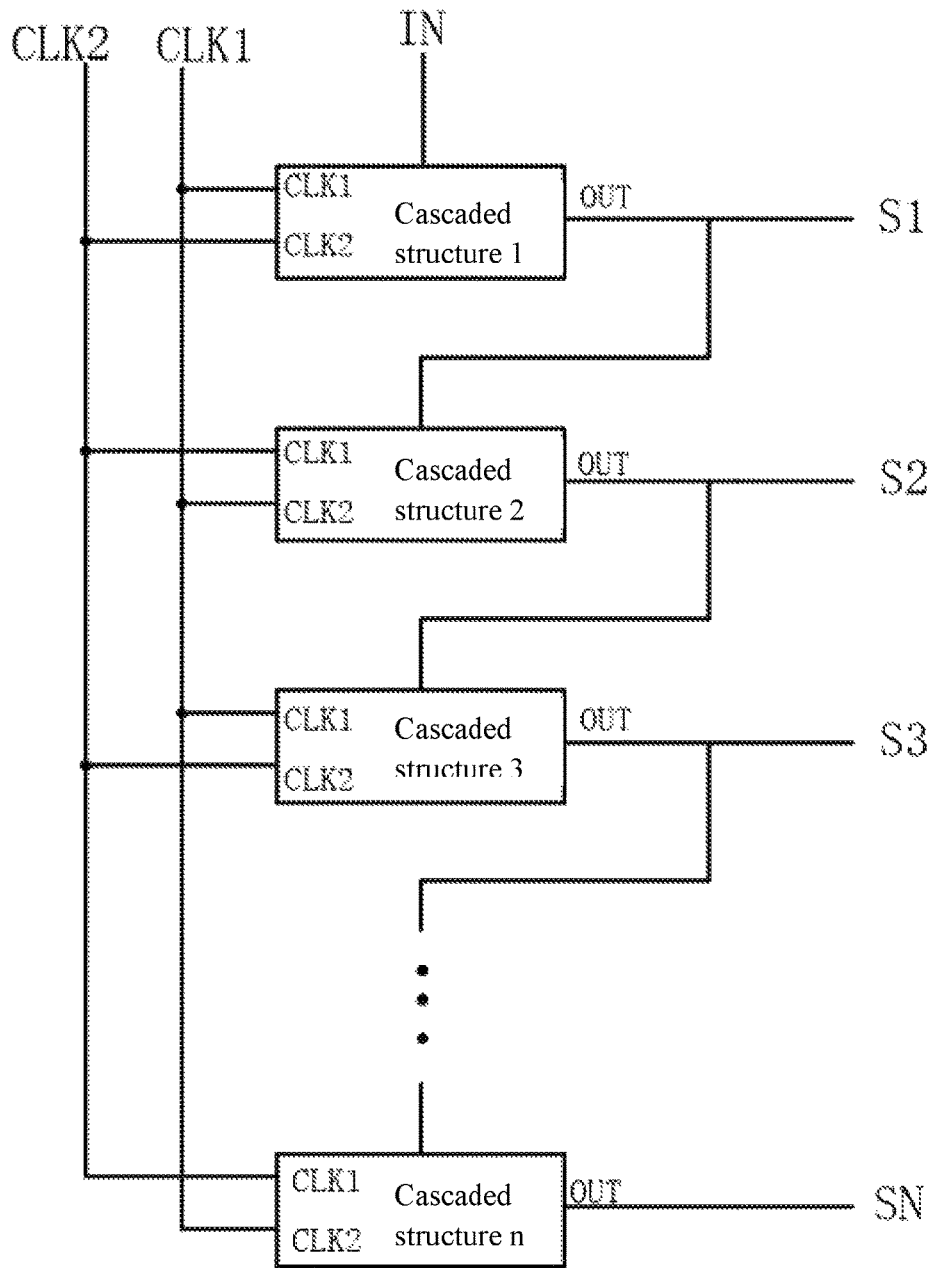 CLK2 CLK1 IN
CLK1
CLK2
Cascaded
structure 1
OUT
S1
CLK1
CLK2
Cascaded
structure 2
OUT
S2
CLK1
CLK2
Cascaded
structure 3
OUT
S3
CLK1
CLK2
Cascaded
structure n
OUT
SN